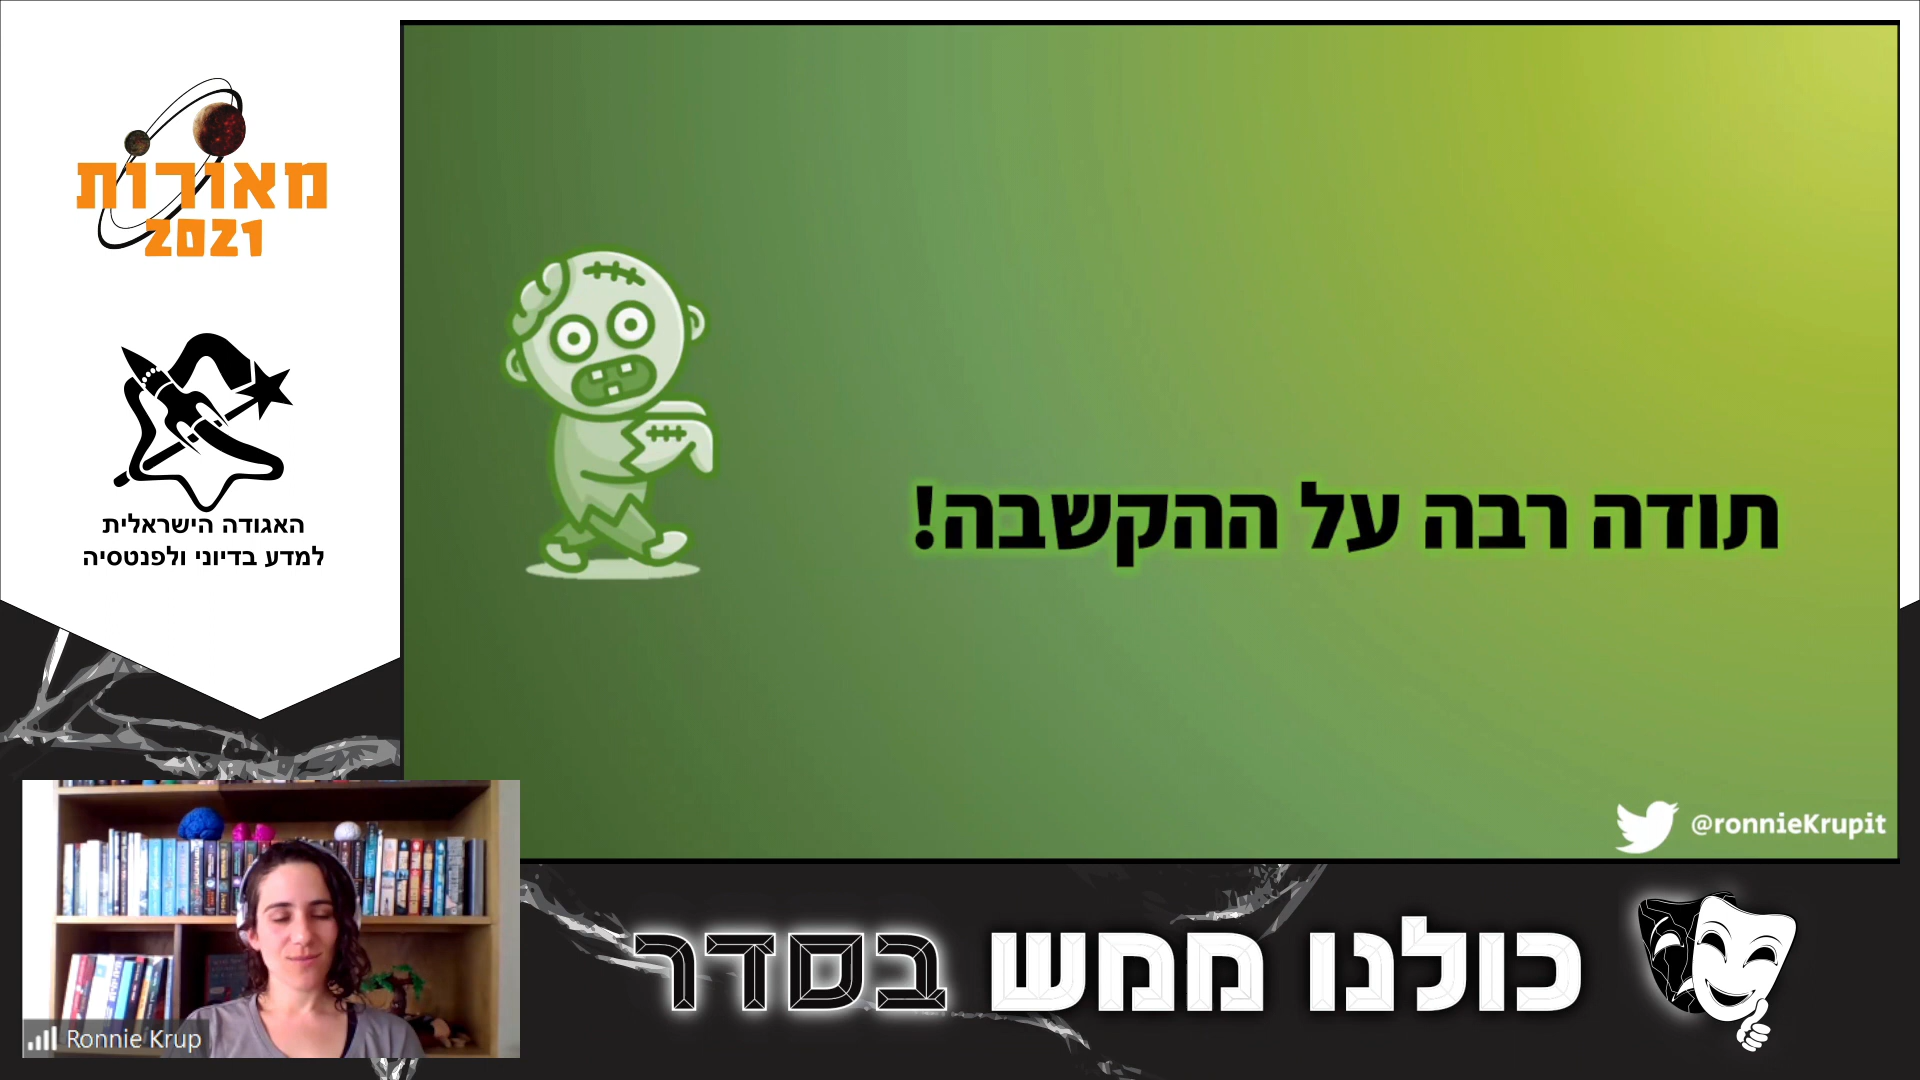 מאורות
2021
האגודה הישראלית
למדע בדיוני ולפנטסיה
תודה רבה על ההקשבה!
@ronnieKrupit
Ronnie Krup
כולנו ממש בסדר